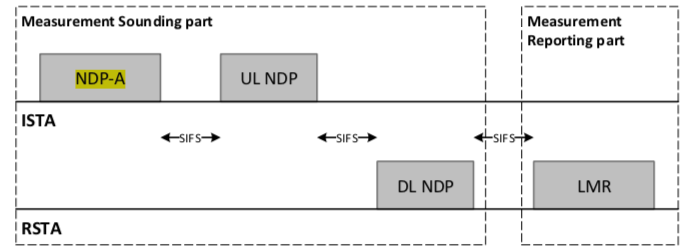 Measurement Sounding part
Measurement
Reporting part
NDP-A
UL NDP
ISTA
SIFS
SIFS
SIFS
DL NDP
LMR
RSTA